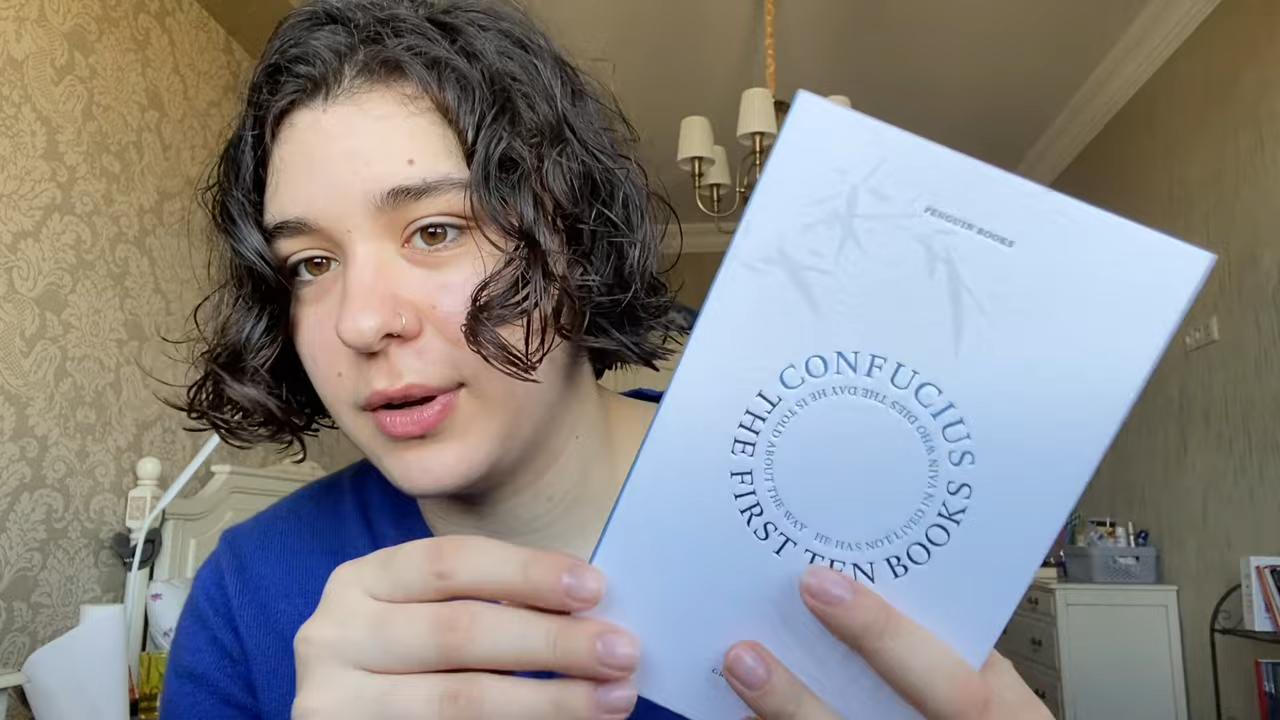 PENGUIN BOOKS
CONFUCIUS
THE FIRST TEN BOOKS
HE HAS NOT LIVED IN VAIN WHO DIES THE DAY HE IS TOLD ABOUT THE WAY